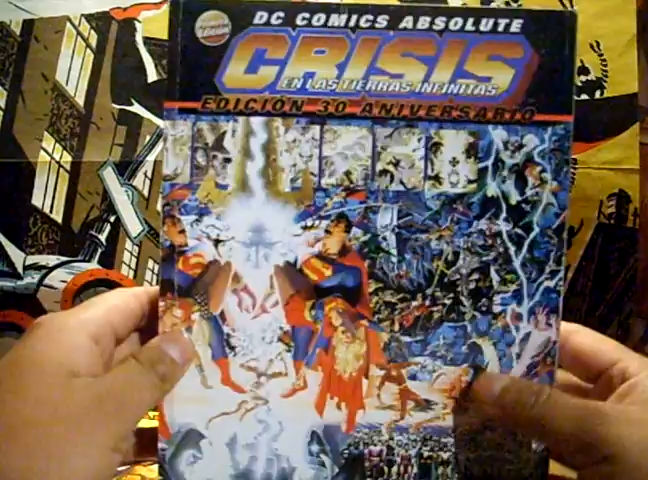 DC COMICS ABSOLUTE
CRISIS
EN LAS TIERRAS INFINITAS
EDICIÓN 30 ANIVERSARIO